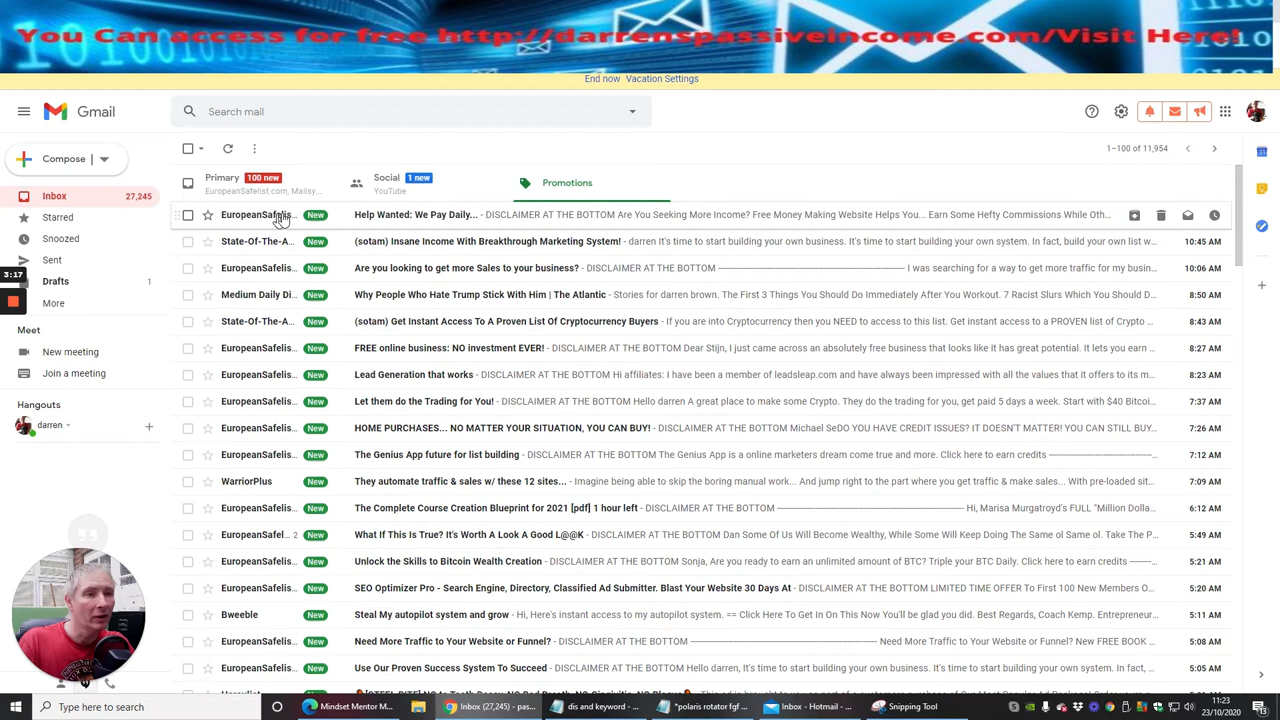 You Can access for free http://darrenspassiveincome.com/Visit Here!
End now Vacation Settings
Gmail
Search mail
Compose
1–100 of 11,954
Inbox 27,245
Starred
Snoozed
Sent
Drafts 1
More
Meet
New meeting
Join a meeting
Hangouts
darren
3:17
Primary 100 new
EuropeanSafelist.com, Mailsy...
Social 1 new
YouTube
Promotions
EuropeanSafelis... New Help Wanted: We Pay Daily... - DISCLAIMER AT THE BOTTOM Are You Seeking More Income? Free Money Making Website Helps You... Earn Some Hefty Commissions While Oth...
State-Of-The-A... New (sotam) Insane Income With Breakthrough Marketing System! - darren It's time to start building your own business. It's time to start building your own system. In fact, build your own list w... 10:45 AM
EuropeanSafelis... New Are you looking to get more Sales to your business? - DISCLAIMER AT THE BOTTOM ---------- I was searching for a way to get more traffic for my busin... 10:06 AM
Medium Daily Di... New Why People Who Hate Trump Stick With Him | The Atlantic - Stories for darren brown. The First 3 Things You Should Do Immediately After You Workout. 7 Racist Slurs Which You Should D... 8:50 AM
State-Of-The-A... New (sotam) Get Instant Access To A Proven List Of Cryptocurrency Buyers - If you are into Cryptocurrency then you NEED to access to this list. Get instant access to a PROVEN list of Crypto ... 8:43 AM
EuropeanSafelis... New FREE online business: NO investment EVER! - DISCLAIMER AT THE BOTTOM Dear Stijn, I just came across an absolutely free business that looks like it has great potential. It lets you earn ... 8:27 AM
EuropeanSafelis... New Lead Generation that works - DISCLAIMER AT THE BOTTOM Hi affiliates: I have been a member of leadsleap.com and have always been impressed with all the values that it offers to its m... 8:23 AM
EuropeanSafelis... New Let them do the Trading for You! - DISCLAIMER AT THE BOTTOM Hello darren A great place to make some Crypto. They do the trading for you, get paid 5 days a week. Start with $40 Bitcoi... 7:37 AM
EuropeanSafelis... New HOME PURCHASES... NO MATTER YOUR SITUATION, YOU CAN BUY! - DISCLAIMER AT THE BOTTOM Michael SeDO YOU HAVE CREDIT ISSUES? IT DOESN'T MATTER! YOU CAN STILL BUY... 7:26 AM
EuropeanSafelis... New The Genius App future for list building - DISCLAIMER AT THE BOTTOM The Genius App is a online marketers dream come true and more. Click here to earn credits ---------- 7:12 AM
WarriorPlus New They automate traffic & sales w/ these 12 sites... - Imagine being able to skip the boring manual work... And jump right to the part where you get traffic & make sales... With pre-loaded sit... 7:09 AM
EuropeanSafelis... New The Complete Course Creation Blueprint for 2021 [pdf] 1 hour left - DISCLAIMER AT THE BOTTOM ---------- Hi, Marisa Murgatroyd's FULL "Million Dolla... 6:12 AM
EuropeanSafel... 2 New What If This Is True? It's Worth A Look A Good L@@K - DISCLAIMER AT THE BOTTOM Dan Some Of Us Will Become Wealthy, While Some Will Keep Doing The Same ol Same ol. Take The P... 5:49 AM
EuropeanSafelis... New Unlock the Skills to Bitcoin Wealth Creation - DISCLAIMER AT THE BOTTOM Sonja, Are you ready to earn an unlimited amount of BTC? Triple your BTC Daily. Click here to earn credits ---------- 5:21 AM
EuropeanSafelis... New SEO Optimizer Pro - Search Engine, Directory, Classified Ad Submitter. Blast Your Website 30 Days At - DISCLAIMER AT THE BOTTOM LIMITED TIME OFFER To First 100 New Members O... 5:20 AM
Bweeble New Steal My autopilot system and grow - Hi, Here's instant access to my autopilot system. == Click Here To Get In On This Now You'll be glad you did. Best Regards, Coach Kemp. Entrepreneur... 5:11 AM
EuropeanSafelis... New Need More Traffic to Your Website or Funnel? - DISCLAIMER AT THE BOTTOM ---------- Need More Traffic to Your Website or Funnel? New FREE BOOK ... 5:08 AM
EuropeanSafelis... New Use Our Proven Success System To Succeed - DISCLAIMER AT THE BOTTOM Hello darren, It's time to start building your own business. It's time to start building your own system. In fact, ... 5:05 AM
Type here to search
Mindset Mentor M...
Inbox (27,245) - pas...
dis and keyword - ...
*polaris rotator fgf ...
Inbox - Hotmail - ...
Snipping Tool
11:23
23/10/2020